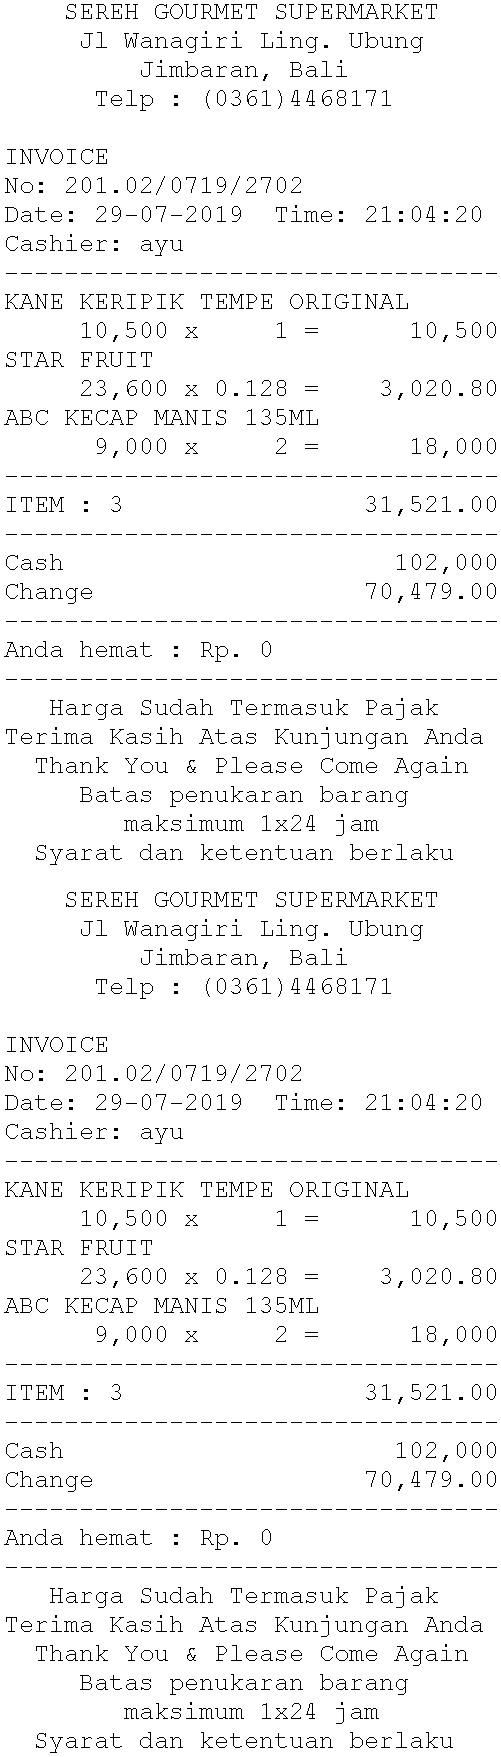 SEREH GOURMET SUPERMARKET
Jl Wanagiri Ling. Ubung
Jimbaran, Bali
Telp : (0361)4468171
INVOICE
No: 201.02/0719/2702
Date: 29-07-2019  Time: 21:04:20
Cashier: ayu
---------------------------------
KANE KERIPIK TEMPE ORIGINAL
10,500 x     1 =      10,500
STAR FRUIT
23,600 x 0.128 =    3,020.80
ABC KECAP MANIS 135ML
9,000 x     2 =      18,000
---------------------------------
ITEM : 3                31,521.00
---------------------------------
Cash                      102,000
Change                  70,479.00
---------------------------------
Anda hemat : Rp. 0
---------------------------------
Harga Sudah Termasuk Pajak
Terima Kasih Atas Kunjungan Anda
Thank You & Please Come Again
Batas penukaran barang
maksimum 1x24 jam
Syarat dan ketentuan berlaku
SEREH GOURMET SUPERMARKET
Jl Wanagiri Ling. Ubung
Jimbaran, Bali
Telp : (0361)4468171
INVOICE
No: 201.02/0719/2702
Date: 29-07-2019  Time: 21:04:20
Cashier: ayu
---------------------------------
KANE KERIPIK TEMPE ORIGINAL
10,500 x     1 =      10,500
STAR FRUIT
23,600 x 0.128 =    3,020.80
ABC KECAP MANIS 135ML
9,000 x     2 =      18,000
---------------------------------
ITEM : 3                31,521.00
---------------------------------
Cash                      102,000
Change                  70,479.00
---------------------------------
Anda hemat : Rp. 0
---------------------------------
Harga Sudah Termasuk Pajak
Terima Kasih Atas Kunjungan Anda
Thank You & Please Come Again
Batas penukaran barang
maksimum 1x24 jam
Syarat dan ketentuan berlaku